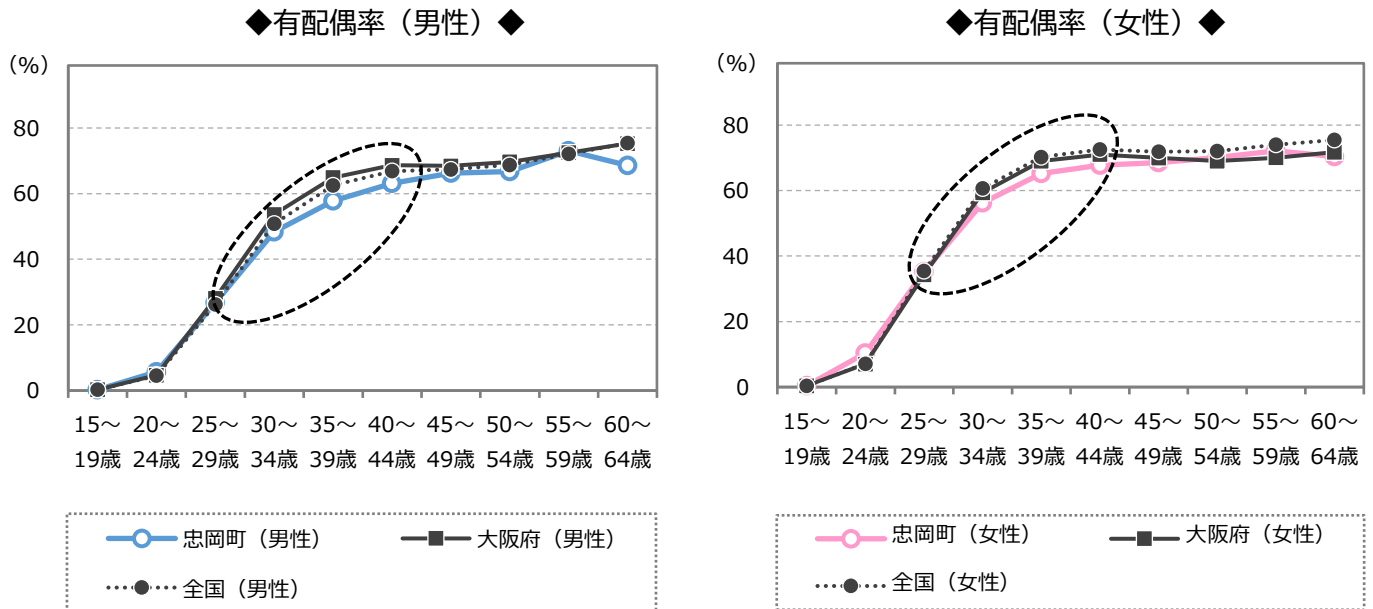 ◆有配偶率（男性）◆
（%）
80
60
40
20
0
15～ 20～ 25～ 30～ 35～ 40～ 45～ 50～ 55～ 60～
19歳 24歳 29歳 34歳 39歳 44歳 49歳 54歳 59歳 64歳
忠岡町（男性） 大阪府（男性）
全国（男性）
◆有配偶率（女性）◆
（%）
80
60
40
20
0
15～ 20～ 25～ 30～ 35～ 40～ 45～ 50～ 55～ 60～
19歳 24歳 29歳 34歳 39歳 44歳 49歳 54歳 59歳 64歳
忠岡町（女性） 大阪府（女性）
全国（女性）